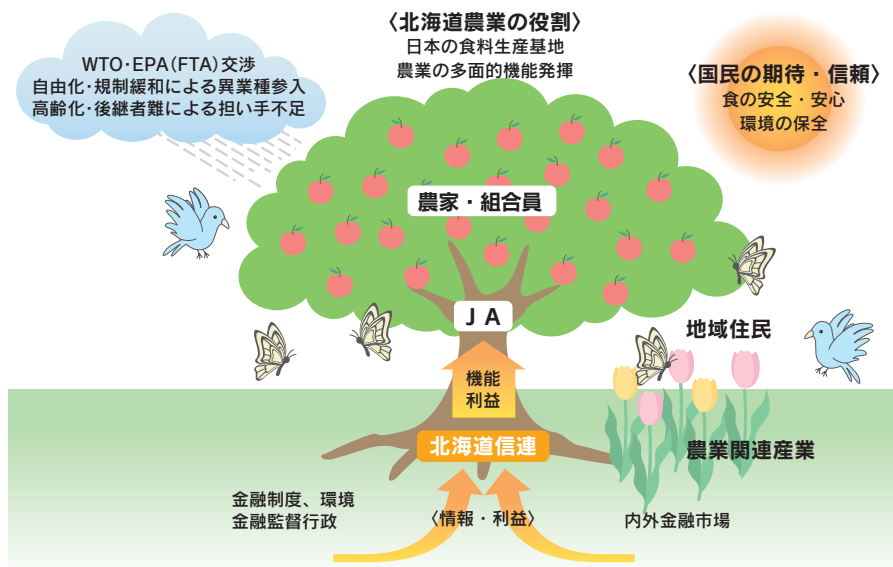 〈北海道農業の役割〉
日本の食料生産基地
農業の多面的機能発揮
WTO･EPA(FTA)交渉
自由化･規制緩和による異業種参入
高齢化･後継者難による担い手不足
〈国民の期待・信頼〉
食の安全・安心
環境の保全
農家・組合員
ＪＡ
地域住民
機能
利益
北海道信連
農業関連産業
金融制度、環境
金融監督行政
〈情報・利益〉
内外金融市場